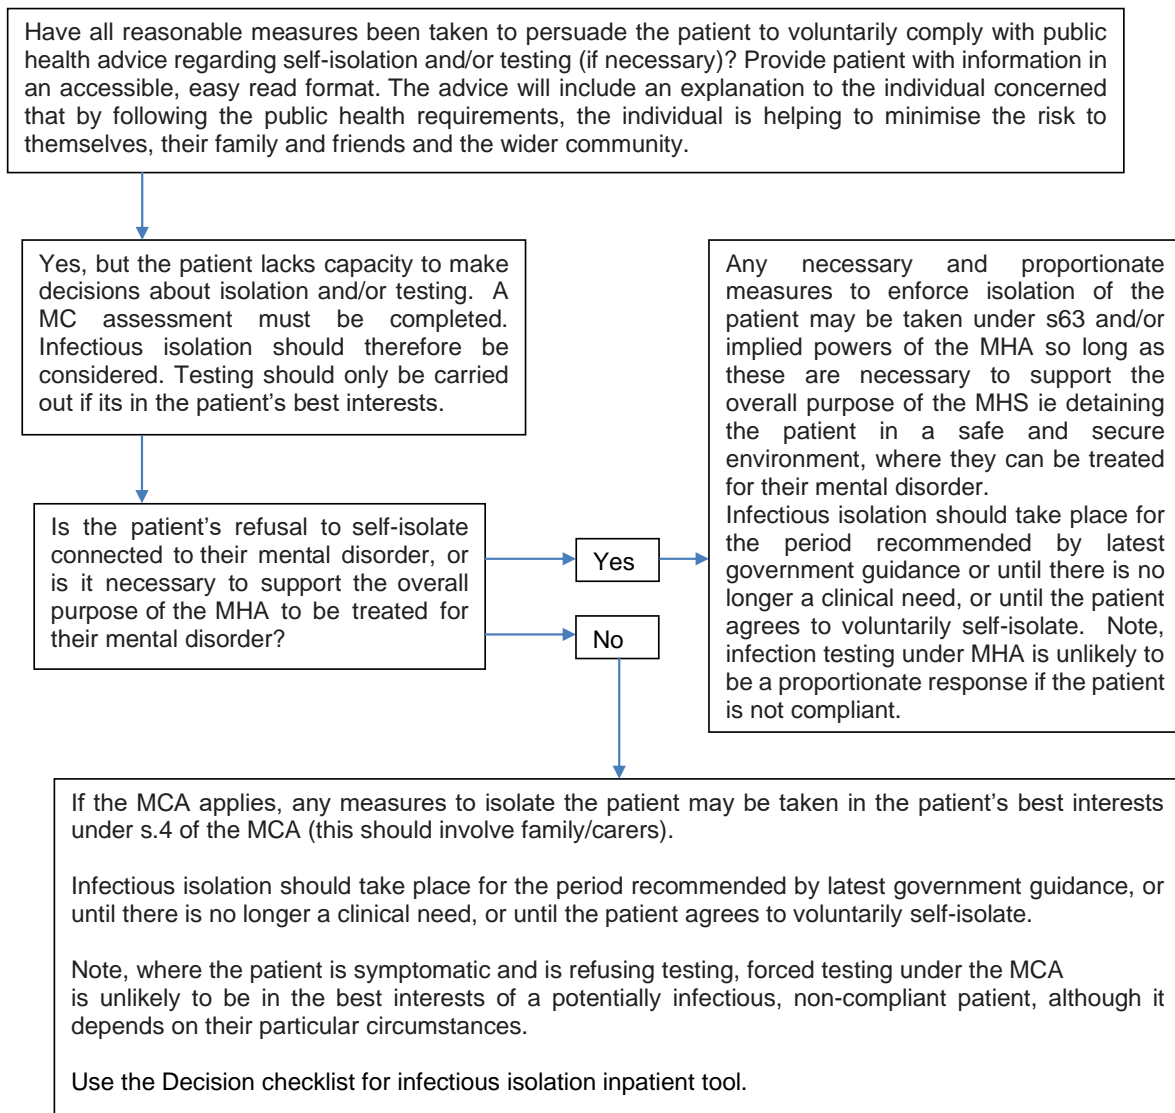 Have all reasonable measures been taken to persuade the patient to voluntarily comply with public
health advice regarding self-isolation and/or testing (if necessary)? Provide patient with information in
an accessible, easy read format. The advice will include an explanation to the individual concerned
that by following the public health requirements, the individual is helping to minimise the risk to
themselves, their family and friends and the wider community.
Yes, but the patient lacks capacity to make
decisions about isolation and/or testing. A
MC assessment must be completed.
Infectious isolation should therefore be
considered. Testing should only be carried
out if its in the patient's best interests.
Is the patient's refusal to self-isolate
connected to their mental disorder, or
is it necessary to support the overall
purpose of the MHA to be treated for
their mental disorder?
Yes
No
Any necessary and proportionate
measures to enforce isolation of the
patient may be taken under s63 and/or
implied powers of the MHA so long as
these are necessary to support the
overall purpose of the MHS ie detaining
the patient in a safe and secure
environment, where they can be treated
for their mental disorder.
Infectious isolation should take place for
the period recommended by latest
government guidance or until there is no
longer a clinical need, or until the patient
agrees to voluntarily self-isolate. Note,
infection testing under MHA is unlikely to
be a proportionate response if the patient
is not compliant.
If the MCA applies, any measures to isolate the patient may be taken in the patient's best interests
under s.4 of the MCA (this should involve family/carers).
Infectious isolation should take place for the period recommended by latest government guidance, or
until there is no longer a clinical need, or until the patient agrees to voluntarily self-isolate.
Note, where the patient is symptomatic and is refusing testing, forced testing under the MCA
is unlikely to be in the best interests of a potentially infectious, non-compliant patient, although it
depends on their particular circumstances.
Use the Decision checklist for infectious isolation inpatient tool.